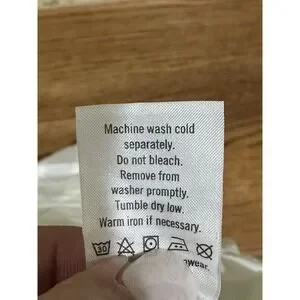 Machine wash cold
separately.
Do not bleach.
Remove from
washer promptly.
Tumble dry low.
Warm iron if necessary.
30